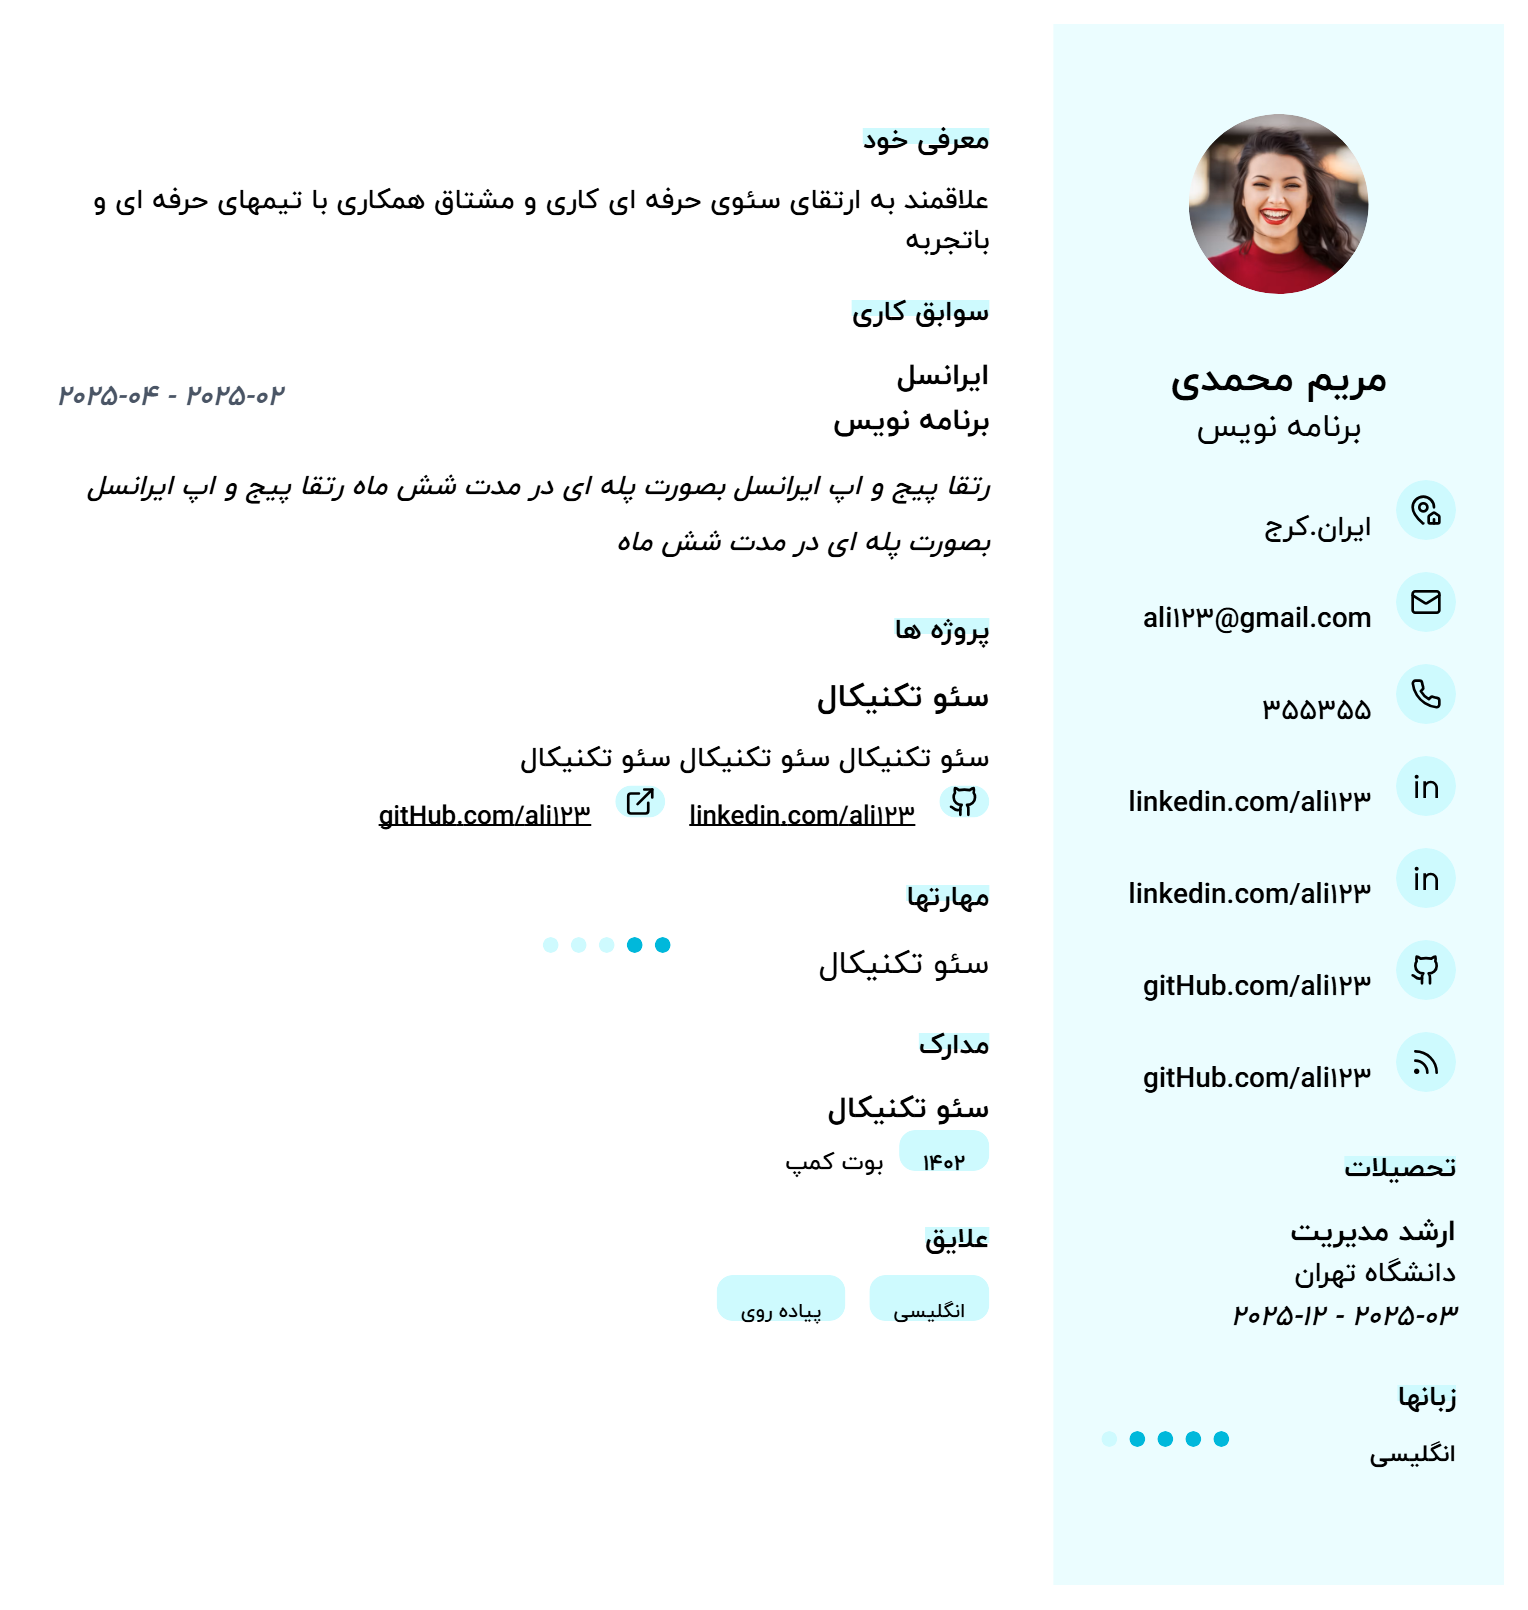 مریم محمدی
برنامه نویس
ایران.کرج
ali۱۲۳@gmail.com
۳۵۵۳۵۵
linkedin.com/ali۱۲۳
linkedin.com/ali۱۲۳
gitHub.com/ali۱۲۳
gitHub.com/ali۱۲۳
تحصیلات
ارشد مدیریت
دانشگاه تهران
۲۰۲۵-۰۳ - ۲۰۲۵-۱۲
زبانها
انگلیسی
معرفی خود
علاقمند به ارتقای سئوی حرفه ای کاری و مشتاق همکاری با تیمهای حرفه ای و
باتجربه
سوابق کاری
ایرانسل
برنامه نویس
۲۰۲۵-۰۲ - ۲۰۲۵-۰۴
رتقا پیج و اپ ایرانسل بصورت پله ای در مدت شش ماه رتقا پیج و اپ ایرانسل
بصورت پله ای در مدت شش ماه
پروژه ها
سئو تکنیکال
سئو تکنیکال سئو تکنیکال سئو تکنیکال
linkedin.com/ali۱۲۳ gitHub.com/ali۱۲۳
مهارتها
سئو تکنیکال
مدارک
سئو تکنیکال
۱۴۰۲ بوت کمپ
علایق
انگلیسی پیاده روی